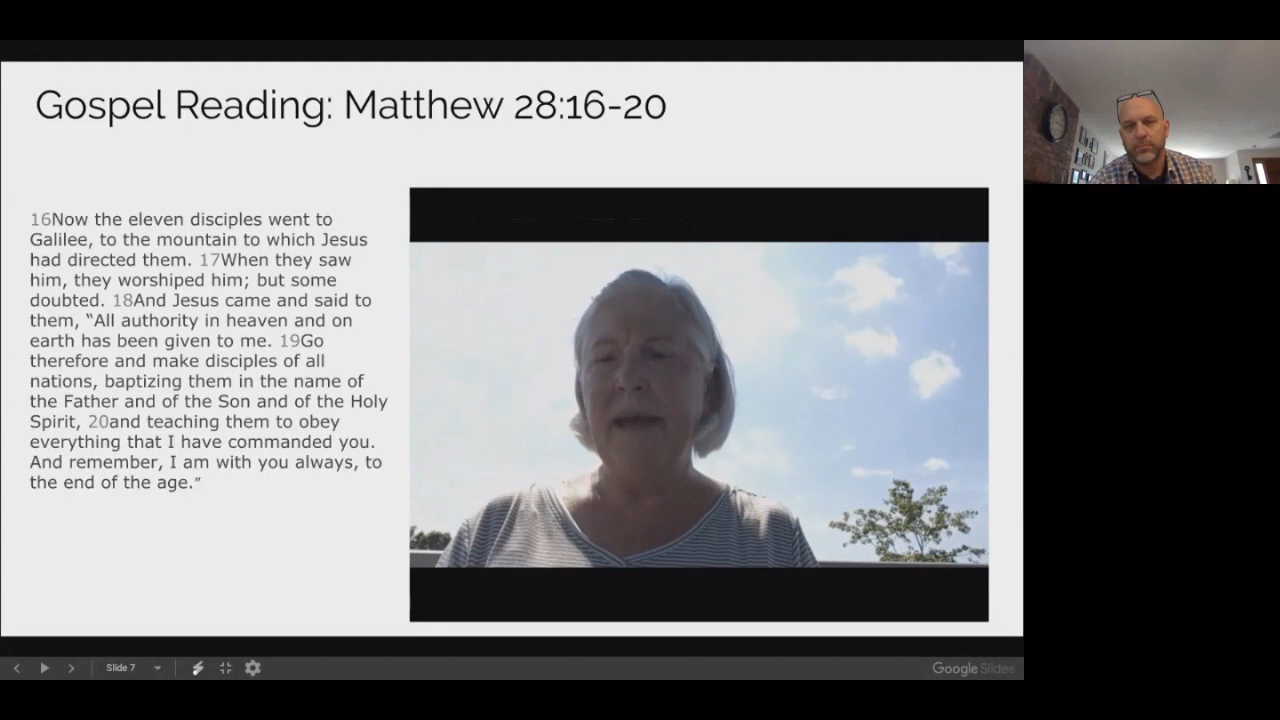 Gospel Reading: Matthew 28:16-20
16Now the eleven disciples went to
Galilee, to the mountain to which Jesus
had directed them. 17When they saw
him, they worshiped him; but some
doubted. 18And Jesus came and said to
them, “All authority in heaven and on
earth has been given to me. 19Go
therefore and make disciples of all
nations, baptizing them in the name of
the Father and of the Son and of the Holy
Spirit, 20and teaching them to obey
everything that I have commanded you.
And remember, I am with you always, to
the end of the age.”
Slide 7
Google Slides